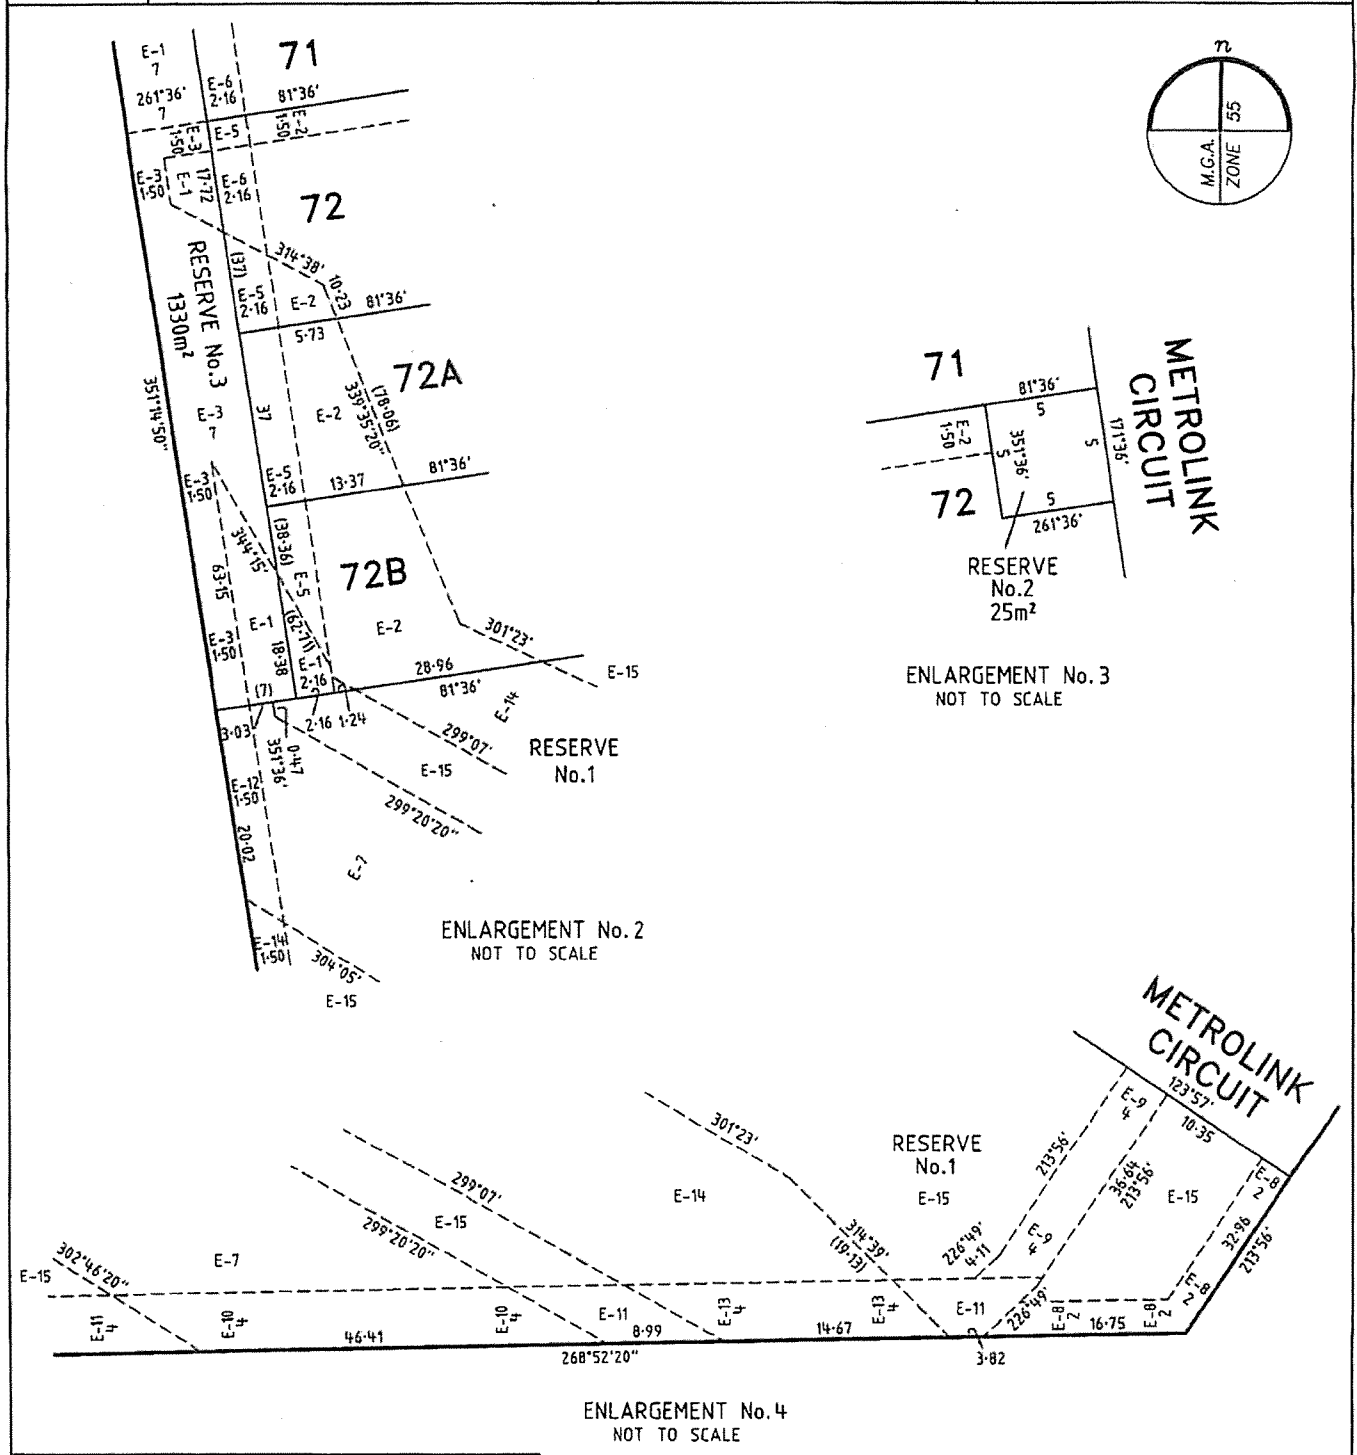 E-1
7
261°36'
7
E-6
2·16
71
81°36'
E-3
1·50
E-5
E-2
1·50
E-3
1·50
E-1
17·72
E-6
2·16
72
(37)
314°38'
10·23
RESERVE No.3
1330m²
E-5
2·16
E-2
81°36'
5·73
72A
351°14'50"
E-3
7
37
E-2
(78·06)
339°35'20"
E-3
1·50
E-5
2·16
13·37
81°36'
344°15'
(38·36)
E-5
72B
63·15
E-1
(62·71)
E-2
301°23'
E-3
1·50
18·38
E-1
2·16
28·96
81°36'
E-15
(7)
3·03
2·16
1·24
E-14
0·47
351°36'
299°07'
RESERVE
No.1
E-12
1·50
E-15
299°20'20"
20·02
E-7
E-14
1·50
304°05'
E-15
ENLARGEMENT No.2
NOT TO SCALE
n
M.G.A.
ZONE 55
71
81°36'
5
METROLINK
CIRCUIT
171°36'
5
E-2
1·50
5
351°36'
72
5
261°36'
RESERVE
No.2
25m²
ENLARGEMENT No.3
NOT TO SCALE
METROLINK
CIRCUIT
123°57'
10·35
E-9
4
301°23'
RESERVE
No.1
213°56'
36·64
213°56'
E-15
E-8
2
299°07'
E-14
E-15
E-15
299°20'20"
314°39'
(19·13)
226°49'
4·11
E-9
4
32·96
213°56'
302°46'20"
E-15
E-7
E-8
2
E-11
4
E-10
4
E-10
4
E-11
E-13
4
E-13
4
E-11
226°49'
E-8
2
E-8
2
46·41
8·99
14·67
16·75
268°52'20"
3·82
ENLARGEMENT No.4
NOT TO SCALE